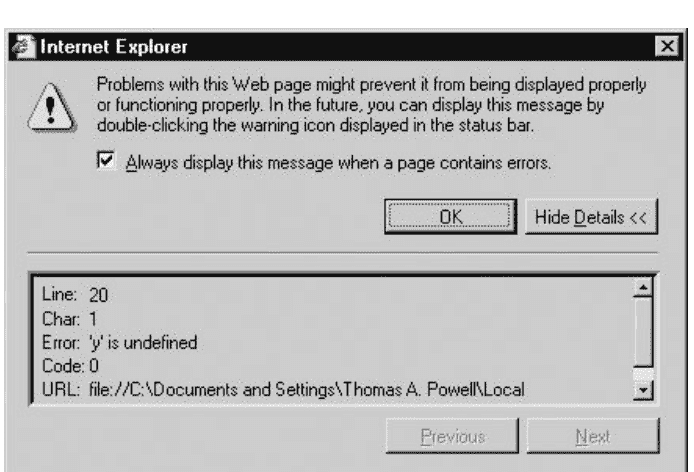 Internet Explorer
Problems with this Web page might prevent it from being displayed properly
or functioning properly. In the future, you can display this message by
double-clicking the warning icon displayed in the status bar.
Always display this message when a page contains errors.
OK
Hide Details <<
Line: 20
Char: 1
Error: 'y' is undefined
Code: 0
URL: file://C:\Documents and Settings\Thomas A. Powell\Local
Previous
Next